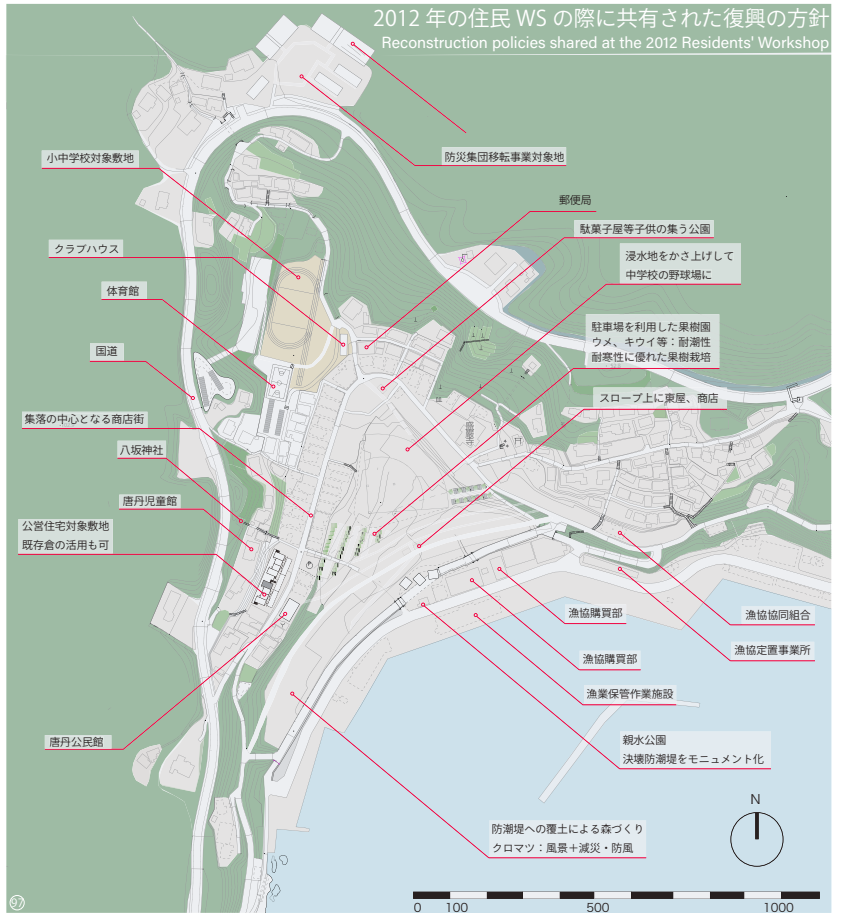 2012 年の住民 WS の際に共有された復興の方針
Reconstruction policies shared at the 2012 Residents' Workshop
防災集団移転事業対象地
小中学校対象敷地
郵便局
駄菓子屋等子供の集う公園
クラブハウス
浸水地をかさ上げして
中学校の野球場に
体育館
駐車場を利用した果樹園
ウメ、キウイ等：耐潮性
耐寒性に優れた果樹栽培
国道
スロープ上に東屋、商店
集落の中心となる商店街
盛巖寺
八坂神社
唐丹児童館
公営住宅対象敷地
既存倉の活用も可
漁協購買部
漁協協同組合
漁協定置事業所
漁協購買部
漁業保管作業施設
唐丹公民館
親水公園
決壊防潮堤をモニュメント化
防潮堤への覆土による森づくり
クロマツ：風景＋減災・防風
N
0 100 500 1000
97